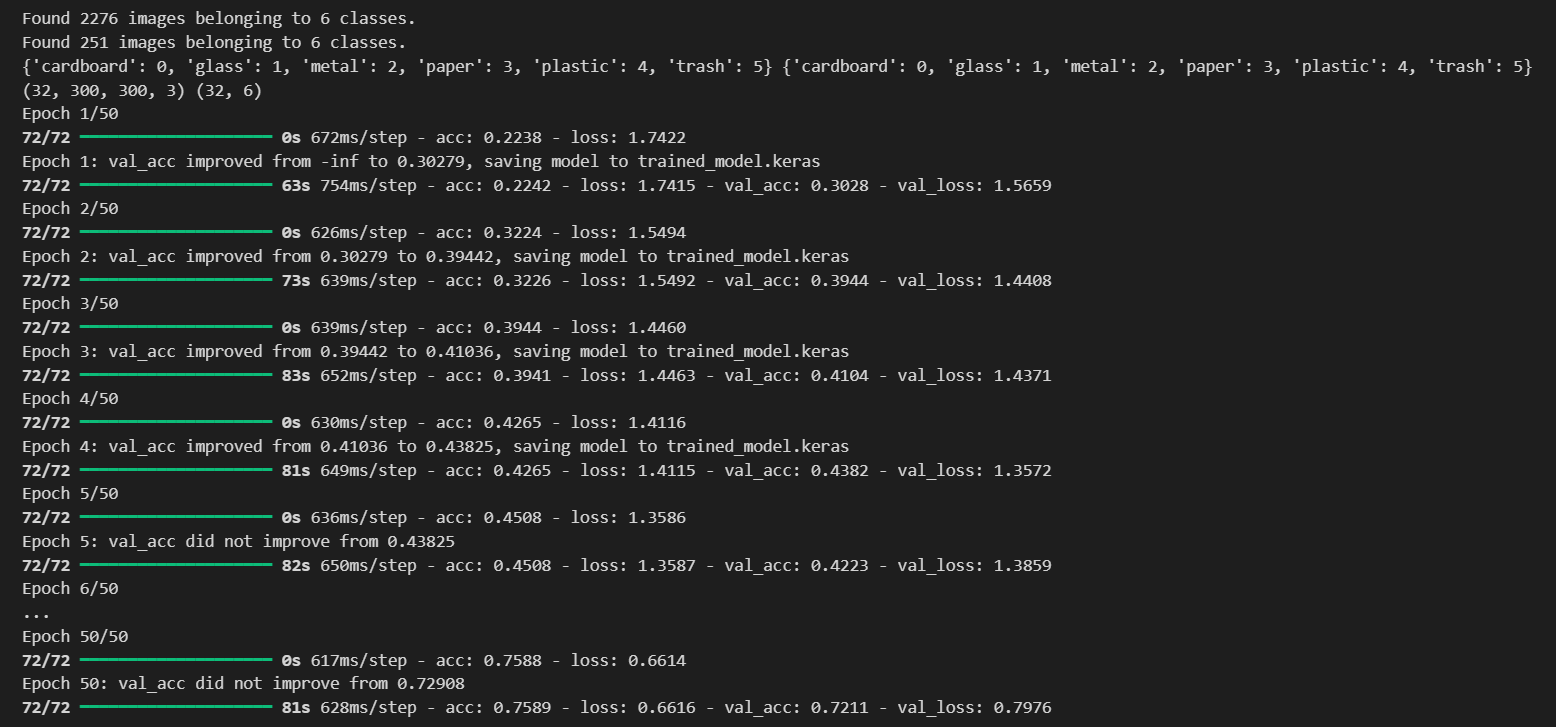 Found 2276 images belonging to 6 classes.
Found 251 images belonging to 6 classes.
{'cardboard': 0, 'glass': 1, 'metal': 2, 'paper': 3, 'plastic': 4, 'trash': 5} {'cardboard': 0, 'glass': 1, 'metal': 2, 'paper': 3, 'plastic': 4, 'trash': 5}
(32, 300, 300, 3) (32, 6)
Epoch 1/50
72/72 ━━━━━━━━━━━━━━━━━━━━ 0s 672ms/step - acc: 0.2238 - loss: 1.7422
Epoch 1: val_acc improved from -inf to 0.30279, saving model to trained_model.keras
72/72 ━━━━━━━━━━━━━━━━━━━━ 63s 754ms/step - acc: 0.2242 - loss: 1.7415 - val_acc: 0.3028 - val_loss: 1.5659
Epoch 2/50
72/72 ━━━━━━━━━━━━━━━━━━━━ 0s 626ms/step - acc: 0.3224 - loss: 1.5494
Epoch 2: val_acc improved from 0.30279 to 0.39442, saving model to trained_model.keras
72/72 ━━━━━━━━━━━━━━━━━━━━ 73s 639ms/step - acc: 0.3226 - loss: 1.5492 - val_acc: 0.3944 - val_loss: 1.4408
Epoch 3/50
72/72 ━━━━━━━━━━━━━━━━━━━━ 0s 639ms/step - acc: 0.3944 - loss: 1.4460
Epoch 3: val_acc improved from 0.39442 to 0.41036, saving model to trained_model.keras
72/72 ━━━━━━━━━━━━━━━━━━━━ 83s 652ms/step - acc: 0.3941 - loss: 1.4463 - val_acc: 0.4104 - val_loss: 1.4371
Epoch 4/50
72/72 ━━━━━━━━━━━━━━━━━━━━ 0s 630ms/step - acc: 0.4265 - loss: 1.4116
Epoch 4: val_acc improved from 0.41036 to 0.43825, saving model to trained_model.keras
72/72 ━━━━━━━━━━━━━━━━━━━━ 81s 649ms/step - acc: 0.4265 - loss: 1.4115 - val_acc: 0.4382 - val_loss: 1.3572
Epoch 5/50
72/72 ━━━━━━━━━━━━━━━━━━━━ 0s 636ms/step - acc: 0.4508 - loss: 1.3586
Epoch 5: val_acc did not improve from 0.43825
72/72 ━━━━━━━━━━━━━━━━━━━━ 82s 650ms/step - acc: 0.4508 - loss: 1.3587 - val_acc: 0.4223 - val_loss: 1.3859
Epoch 6/50
...
Epoch 50/50
72/72 ━━━━━━━━━━━━━━━━━━━━ 0s 617ms/step - acc: 0.7588 - loss: 0.6614
Epoch 50: val_acc did not improve from 0.72908
72/72 ━━━━━━━━━━━━━━━━━━━━ 81s 628ms/step - acc: 0.7589 - loss: 0.6616 - val_acc: 0.7211 - val_loss: 0.7976